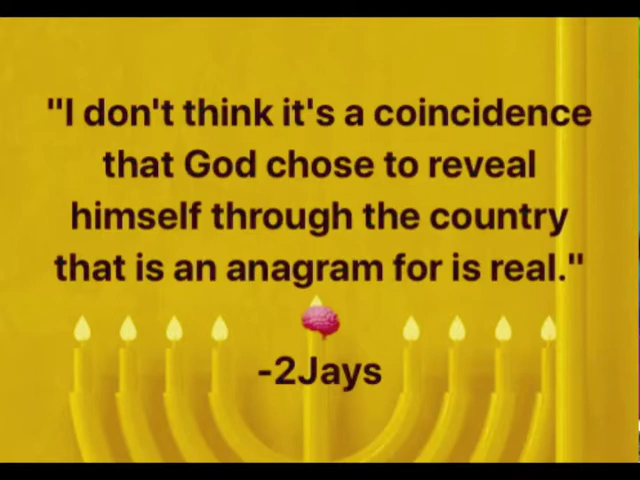 "I don't think it's a coincidence
that God chose to reveal
himself through the country
that is an anagram for is real."
-2Jays